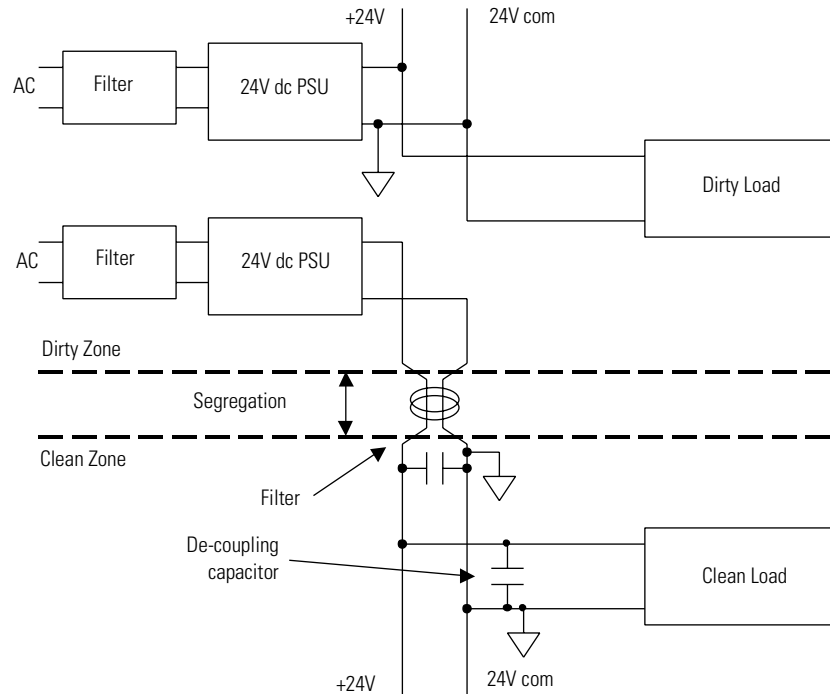 +24V
24V com
AC
Filter
24V dc PSU
Dirty Load
AC
Filter
24V dc PSU
Dirty Zone
Segregation
Clean Zone
Filter
De-coupling
capacitor
Clean Load
+24V
24V com